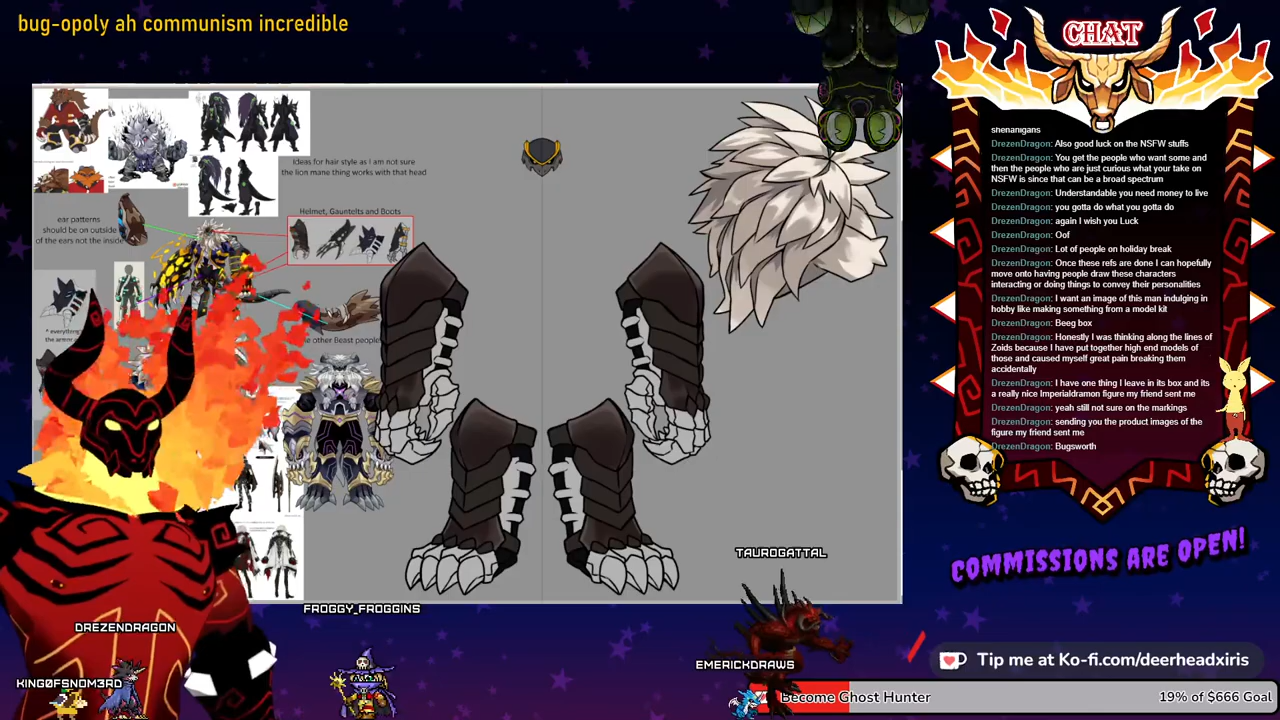 bug-opoly ah communism incredible
Ideas for hair style as I am not sure
the lion mane thing works with that head
ear patterns
should be on outside
of the ears not the inside
Helmet, Gauntelts and Boots
other Beast people
CHAT
shenanigans
DrezenDragon: Also good luck on the NSFW stuffs
DrezenDragon: You get the people who want some and
then the people who are just curious what your take on
NSFW is since that can be a broad spectrum
DrezenDragon: Understandable you need money to live
DrezenDragon: you gotta do what you gotta do
DrezenDragon: again I wish you Luck
DrezenDragon: Oof
DrezenDragon: Lot of people on holiday break
DrezenDragon: Once these refs are done I can hopefully
move onto having people draw these characters
interacting or doing things to convey their personalities
DrezenDragon: I want an image of this man indulging in
hobby like making something from a model kit
DrezenDragon: Beeg box
DrezenDragon: Honestly I was thinking along the lines of
Zoids because I have put together high end models of
those and caused myself great pain breaking them
accidentally
DrezenDragon: I have one thing I leave in its box and its
a really nice Imperialdramon figure my friend sent me
DrezenDragon: yeah still not sure on the markings
DrezenDragon: sending you the product images of the
figure my friend sent me
DrezenDragon: Bugsworth
COMMISSIONS ARE OPEN!
TAUROGATTAL
FROGGY_FROGGINS
DREZENDRAGON
EMERICKDRAWS
KING0FSNOM3RD
Tip me at Ko-fi.com/deerheadxiris
Become Ghost Hunter
19% of $666 Goal